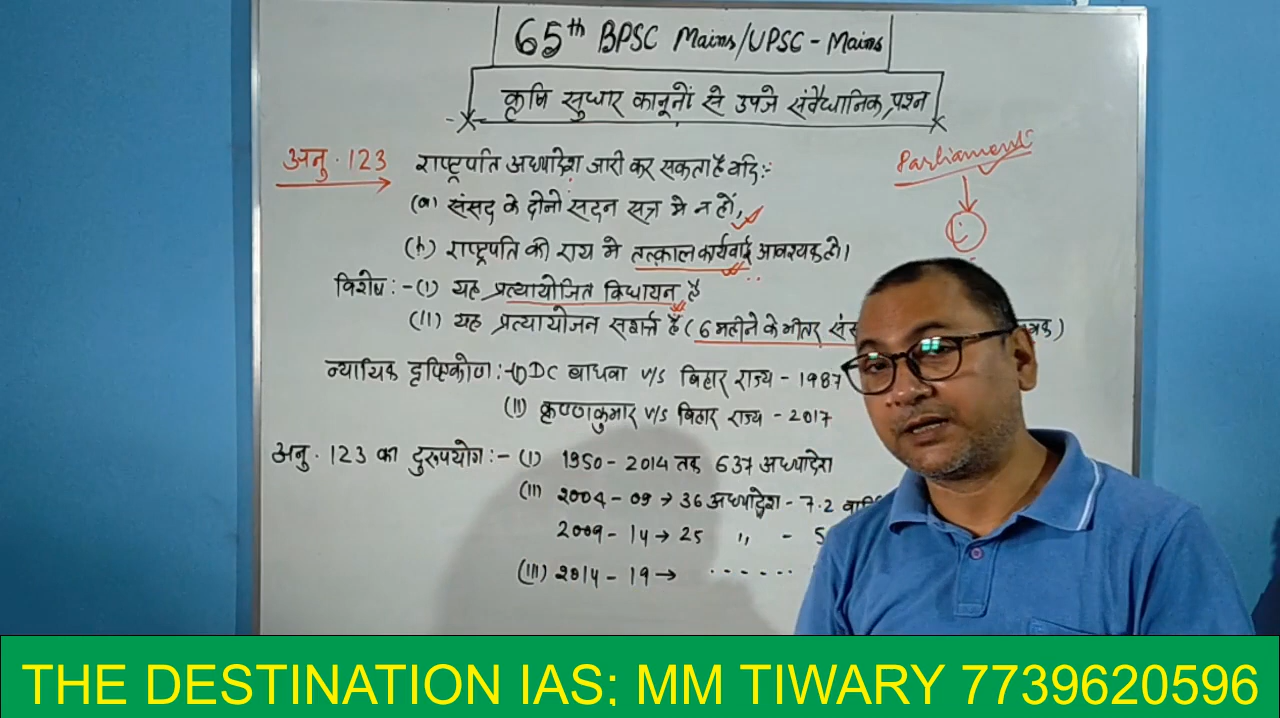 65th BPSC Mains/UPSC - Mains
कृषि सुधार कानूनों से उपजे संवैधानिक प्रश्न
अनु. 123 राष्ट्रपति अध्यादेश जारी कर सकता है यदि:-
Parliament
(a) संसद के दोनो सदन सत्र मे न हों,
(b) राष्ट्रपति की राय मे तत्काल कार्यवाई आवश्यक हो।
विशेष:-(I) यह प्रत्यायोजित विधायन है
(II) यह प्रत्यायोजन सशर्त है (6 महीने के भीतर
न्यायिक दृष्टिकोण:-(I) DC बाधवा v/s बिहार राज्य - 1987
(II) कृष्णकुमार v/s बिहार राज्य - 2017
अनु. 123 का दुरुपयोग:- (I) 1950 - 2014 तक 637 अध्यादेश
(II) 2004 - 09 → 36 अध्यादेश - 7.2
2009 - 14 → 25 " - 5
(III) 2014 - 19 → ......
THE DESTINATION IAS; MM TIWARY 7739620596